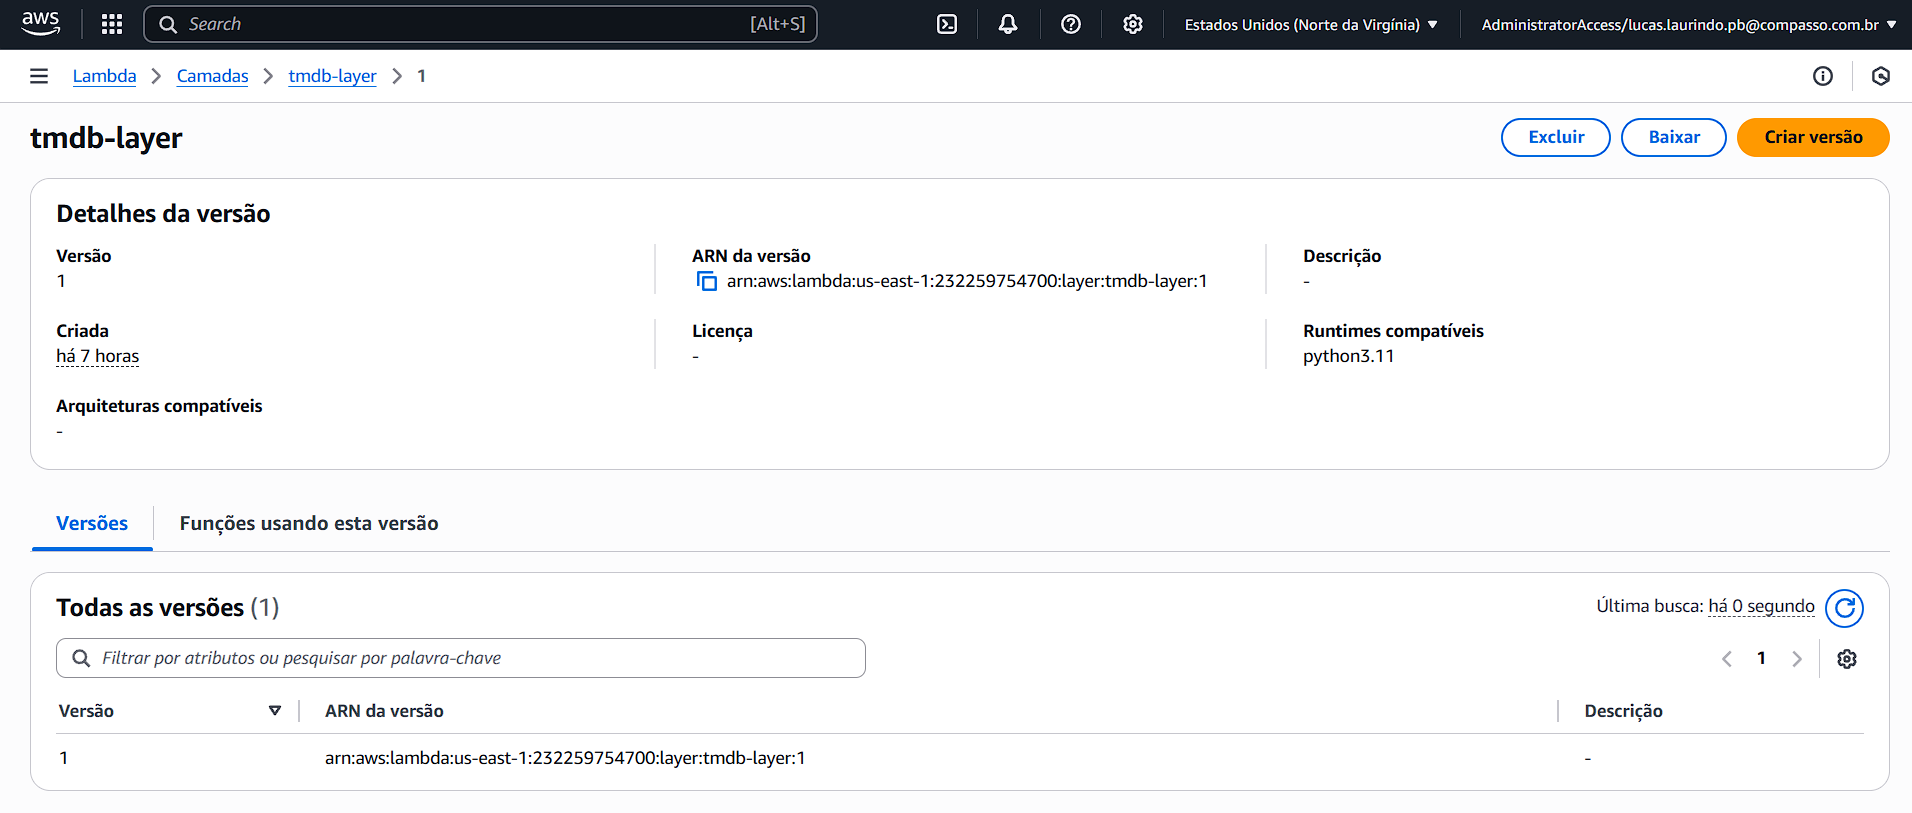 aws
Search [Alt+S]
Estados Unidos (Norte da Virgínia)
AdministratorAccess/lucas.laurindo.pb@compasso.com.br
Lambda > Camadas > tmdb-layer > 1
tmdb-layer
Excluir
Baixar
Criar versão
Detalhes da versão
Versão
1
ARN da versão
arn:aws:lambda:us-east-1:232259754700:layer:tmdb-layer:1
Descrição
-
Criada
há 7 horas
Licença
-
Runtimes compatíveis
python3.11
Arquiteturas compatíveis
-
Versões
Funções usando esta versão
Todas as versões (1)
Última busca: há 0 segundo
Filtrar por atributos ou pesquisar por palavra-chave
1
Versão ARN da versão Descrição
1 arn:aws:lambda:us-east-1:232259754700:layer:tmdb-layer:1 -